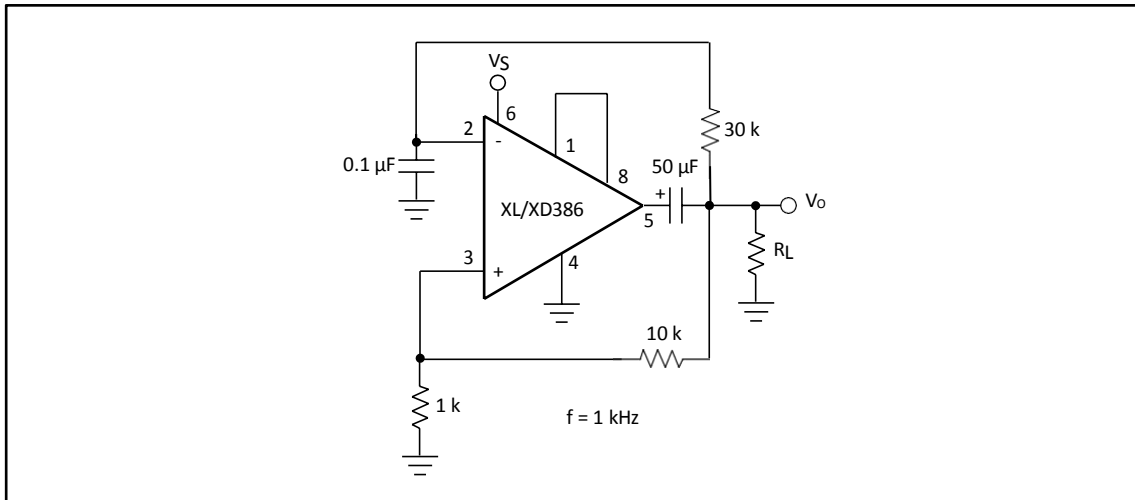 VS
6
30 k
2
-
1
0.1 µF
50 µF
8
+
XL/XD386
5
VO
3
+
4
RL
10 k
1 k
f = 1 kHz